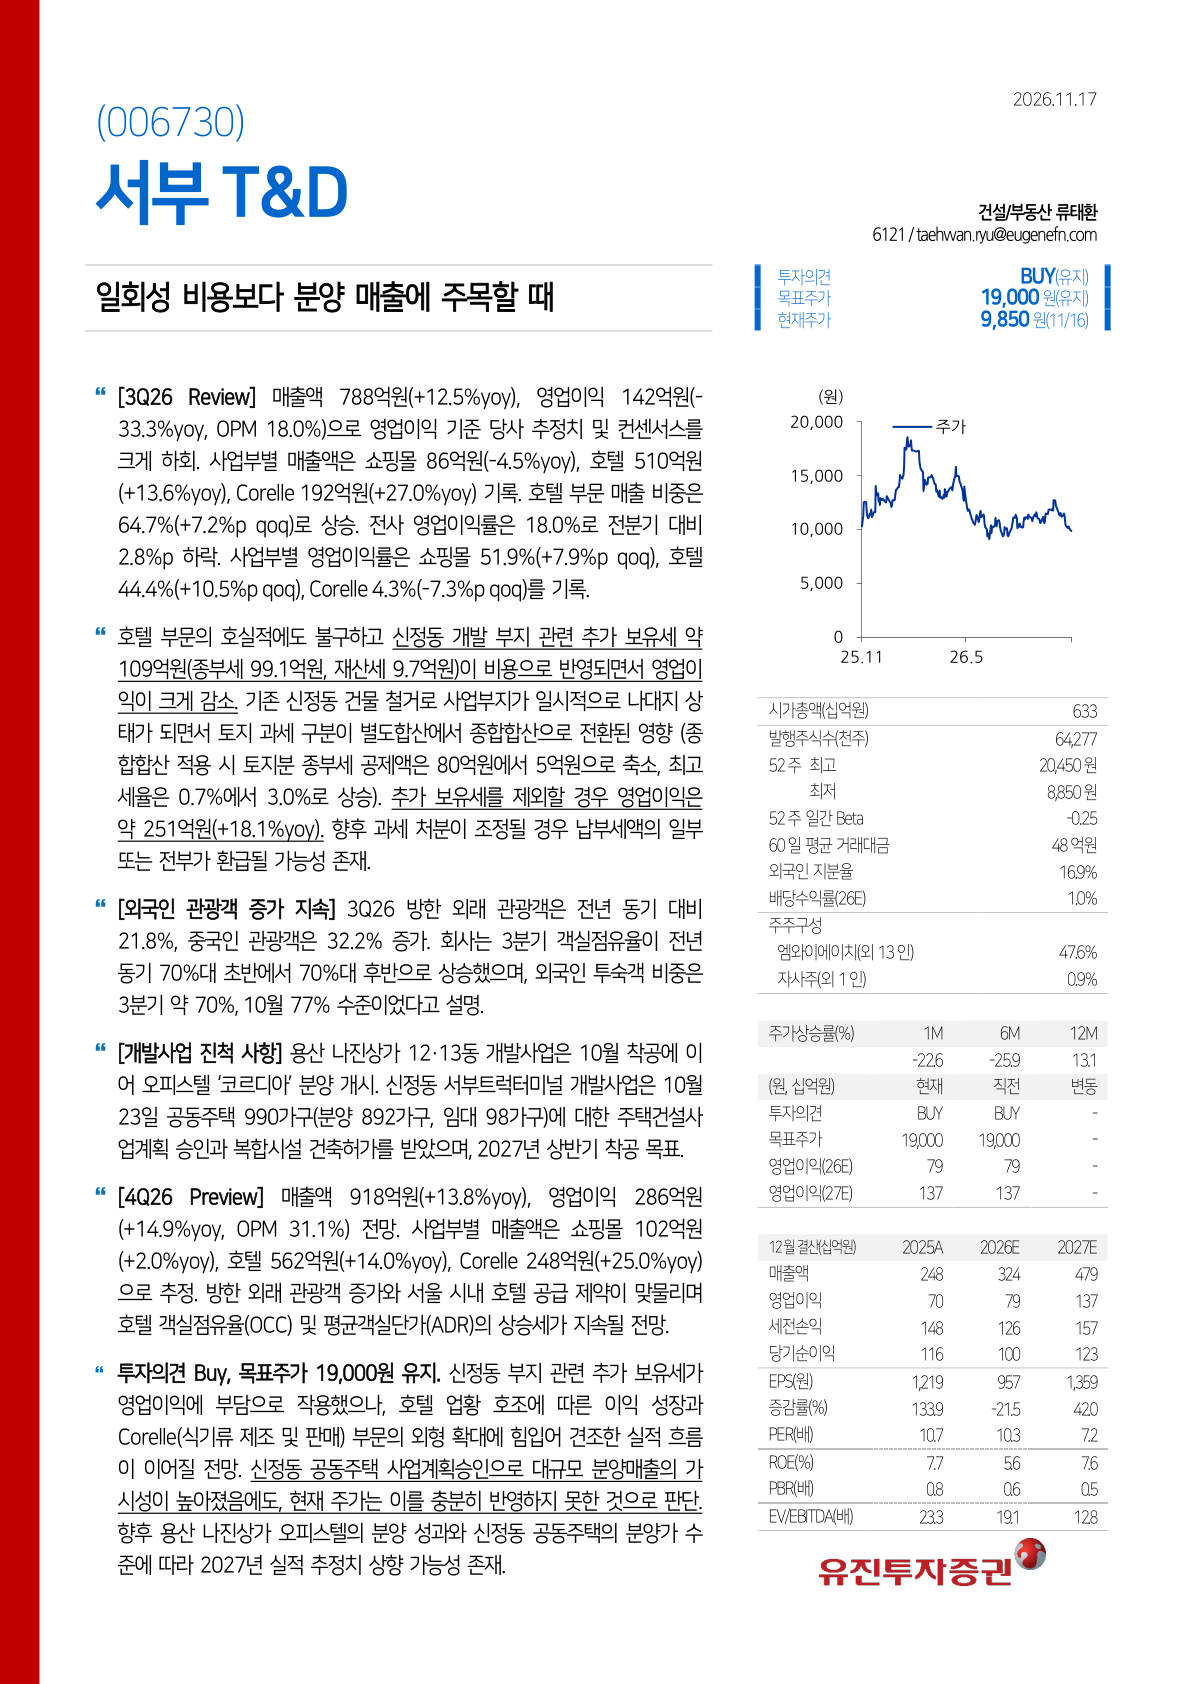 2026.11.17
(006730)
서부 T&D
건설/부동산 류태환
6121 / taehwan.ryu@eugenefn.com
일회성 비용보다 분양 매출에 주목할 때
투자의견 BUY(유지)
목표주가 19,000 원(유지)
현재주가 9,850 원(11/16)
“ [3Q26 Review] 매출액 788억원(+12.5%yoy), 영업이익 142억원(-
33.3%yoy, OPM 18.0%)으로 영업이익 기준 당사 추정치 및 컨센서스를
크게 하회. 사업부별 매출액은 쇼핑몰 86억원(-4.5%yoy), 호텔 510억원
(+13.6%yoy), Corelle 192억원(+27.0%yoy) 기록. 호텔 부문 매출 비중은
64.7%(+7.2%p qoq)로 상승. 전사 영업이익률은 18.0%로 전분기 대비
2.8%p 하락. 사업부별 영업이익률은 쇼핑몰 51.9%(+7.9%p qoq), 호텔
44.4%(+10.5%p qoq), Corelle 4.3%(-7.3%p qoq)를 기록.
“ 호텔 부문의 호실적에도 불구하고 신정동 개발 부지 관련 추가 보유세 약
109억원(종부세 99.1억원, 재산세 9.7억원)이 비용으로 반영되면서 영업이
익이 크게 감소. 기존 신정동 건물 철거로 사업부지가 일시적으로 나대지 상
태가 되면서 토지 과세 구분이 별도합산에서 종합합산으로 전환된 영향 (종
합합산 적용 시 토지분 종부세 공제액은 80억원에서 5억원으로 축소, 최고
세율은 0.7%에서 3.0%로 상승). 추가 보유세를 제외할 경우 영업이익은
약 251억원(+18.1%yoy). 향후 과세 처분이 조정될 경우 납부세액의 일부
또는 전부가 환급될 가능성 존재.
“ [외국인 관광객 증가 지속] 3Q26 방한 외래 관광객은 전년 동기 대비
21.8%, 중국인 관광객은 32.2% 증가. 회사는 3분기 객실점유율이 전년
동기 70%대 초반에서 70%대 후반으로 상승했으며, 외국인 투숙객 비중은
3분기 약 70%, 10월 77% 수준이었다고 설명.
“ [개발사업 진척 사항] 용산 나진상가 12·13동 개발사업은 10월 착공에 이
어 오피스텔 ‘코르디아’ 분양 개시. 신정동 서부트럭터미널 개발사업은 10월
23일 공동주택 990가구(분양 892가구, 임대 98가구)에 대한 주택건설사
업계획 승인과 복합시설 건축허가를 받았으며, 2027년 상반기 착공 목표.
“ [4Q26 Preview] 매출액 918억원(+13.8%yoy), 영업이익 286억원
(+14.9%yoy, OPM 31.1%) 전망. 사업부별 매출액은 쇼핑몰 102억원
(+2.0%yoy), 호텔 562억원(+14.0%yoy), Corelle 248억원(+25.0%yoy)
으로 추정. 방한 외래 관광객 증가와 서울 시내 호텔 공급 제약이 맞물리며
호텔 객실점유율(OCC) 및 평균객실단가(ADR)의 상승세가 지속될 전망.
“ 투자의견 Buy, 목표주가 19,000원 유지. 신정동 부지 관련 추가 보유세가
영업이익에 부담으로 작용했으나, 호텔 업황 호조에 따른 이익 성장과
Corelle(식기류 제조 및 판매) 부문의 외형 확대에 힘입어 견조한 실적 흐름
이 이어질 전망. 신정동 공동주택 사업계획승인으로 대규모 분양매출의 가
시성이 높아졌음에도, 현재 주가는 이를 충분히 반영하지 못한 것으로 판단.
향후 용산 나진상가 오피스텔의 분양 성과와 신정동 공동주택의 분양가 수
준에 따라 2027년 실적 추정치 상향 가능성 존재.
(원)
20,000
주가
15,000
10,000
5,000
0
25.11 26.5
시가총액(십억원) 633
발행주식수(천주) 64,277
52 주 최고 20,450 원
최저 8,850 원
52 주 일간 Beta -0.25
60 일 평균 거래대금 48 억원
외국인 지분율 16.9%
배당수익률(26E) 1.0%
주주구성
엠와이에이치(외 13 인) 47.6%
자사주(외 1 인) 0.9%
주가상승률(%) 1M 6M 12M
-22.6 -25.9 13.1
(원, 십억원) 현재 직전 변동
투자의견 BUY BUY -
목표주가 19,000 19,000 -
영업이익(26E) 79 79 -
영업이익(27E) 137 137 -
12 월 결산(십억원) 2025A 2026E 2027E
매출액 248 324 479
영업이익 70 79 137
세전손익 148 126 157
당기순이익 116 100 123
EPS(원) 1,219 957 1,359
증감률(%) 133.9 -21.5 42.0
PER(배) 10.7 10.3 7.2
ROE(%) 7.7 5.6 7.6
PBR(배) 0.8 0.6 0.5
EV/EBITDA(배) 23.3 19.1 12.8
유진투자증권